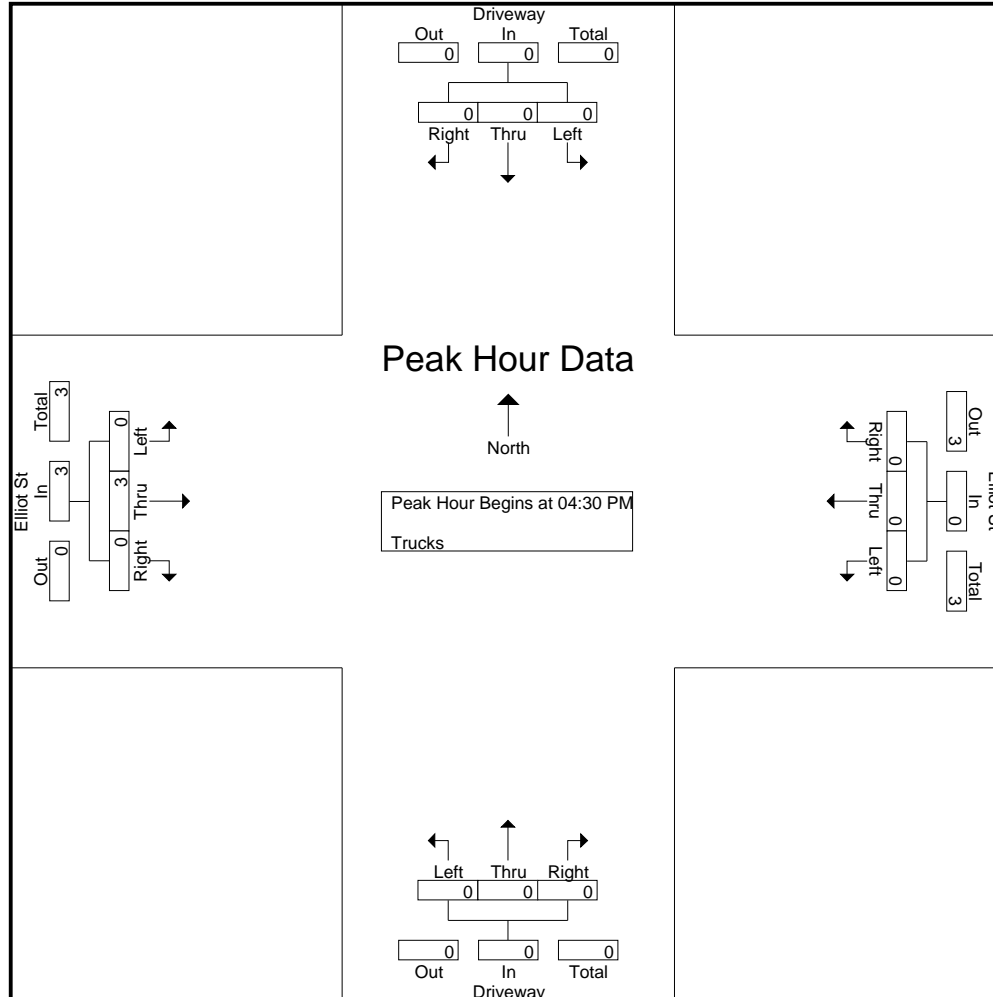 Driveway
Out In Total
0 0 0
0 0 0
Right Thru Left
Peak Hour Data
North
Peak Hour Begins at 04:30 PM
Trucks
Elliot St
Total In Out
3 3 0
0 3 0
Left Thru Right
Elliot St
Out In Total
3 0 3
0 0 0
Right Thru Left
Left Thru Right
0 0 0
0 0 0
Out In Total
Driveway